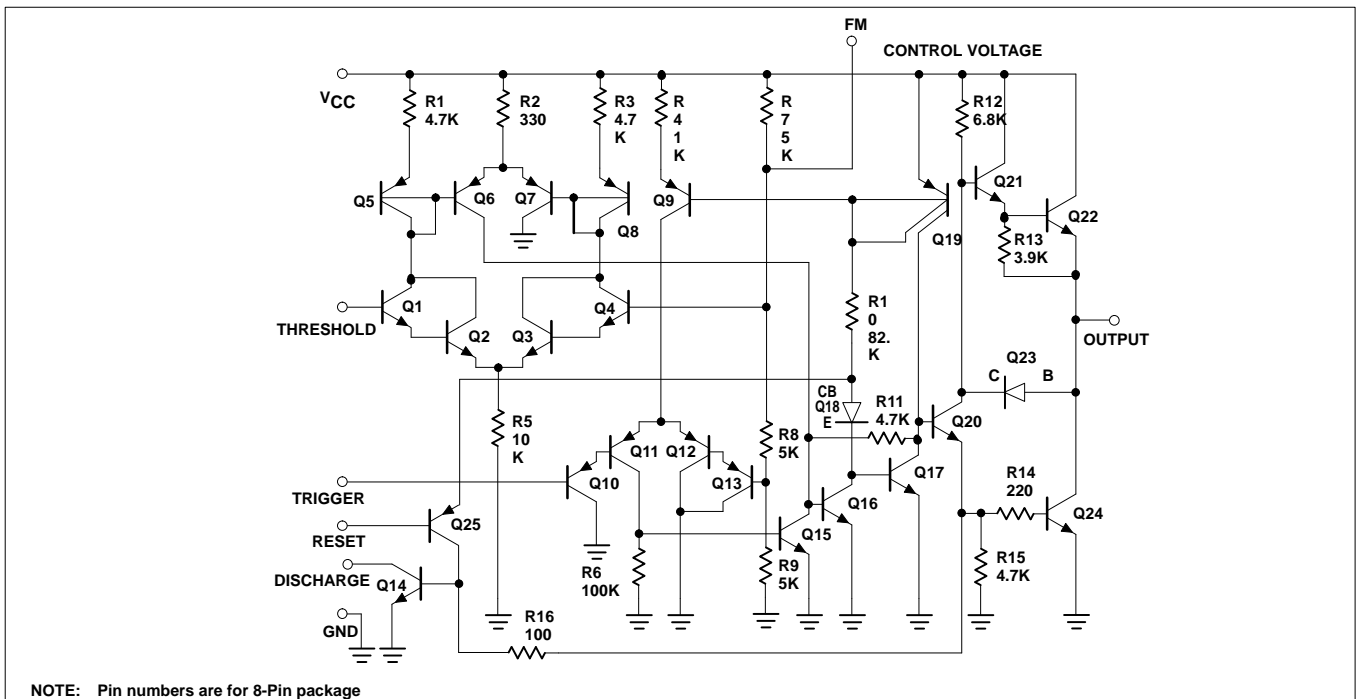 FM
CONTROL VOLTAGE
VCC
R1
4.7K
R2
330
R3
4.7
K
R
4
1
K
R
7
5
K
R12
6.8K
Q5
Q6
Q7
Q8
Q9
Q19
Q21
Q22
R13
3.9K
THRESHOLD
Q1
Q2
Q3
Q4
R1
0
82.
K
OUTPUT
Q23
C
B
CB
Q18
E
R11
4.7K
Q20
R5
10
K
Q11
Q12
R8
5K
Q10
Q13
Q16
Q17
R14
220
Q24
TRIGGER
RESET
Q25
DISCHARGE
Q14
Q15
R6
100K
R9
5K
R15
4.7K
GND
R16
100
NOTE: Pin numbers are for 8-Pin package